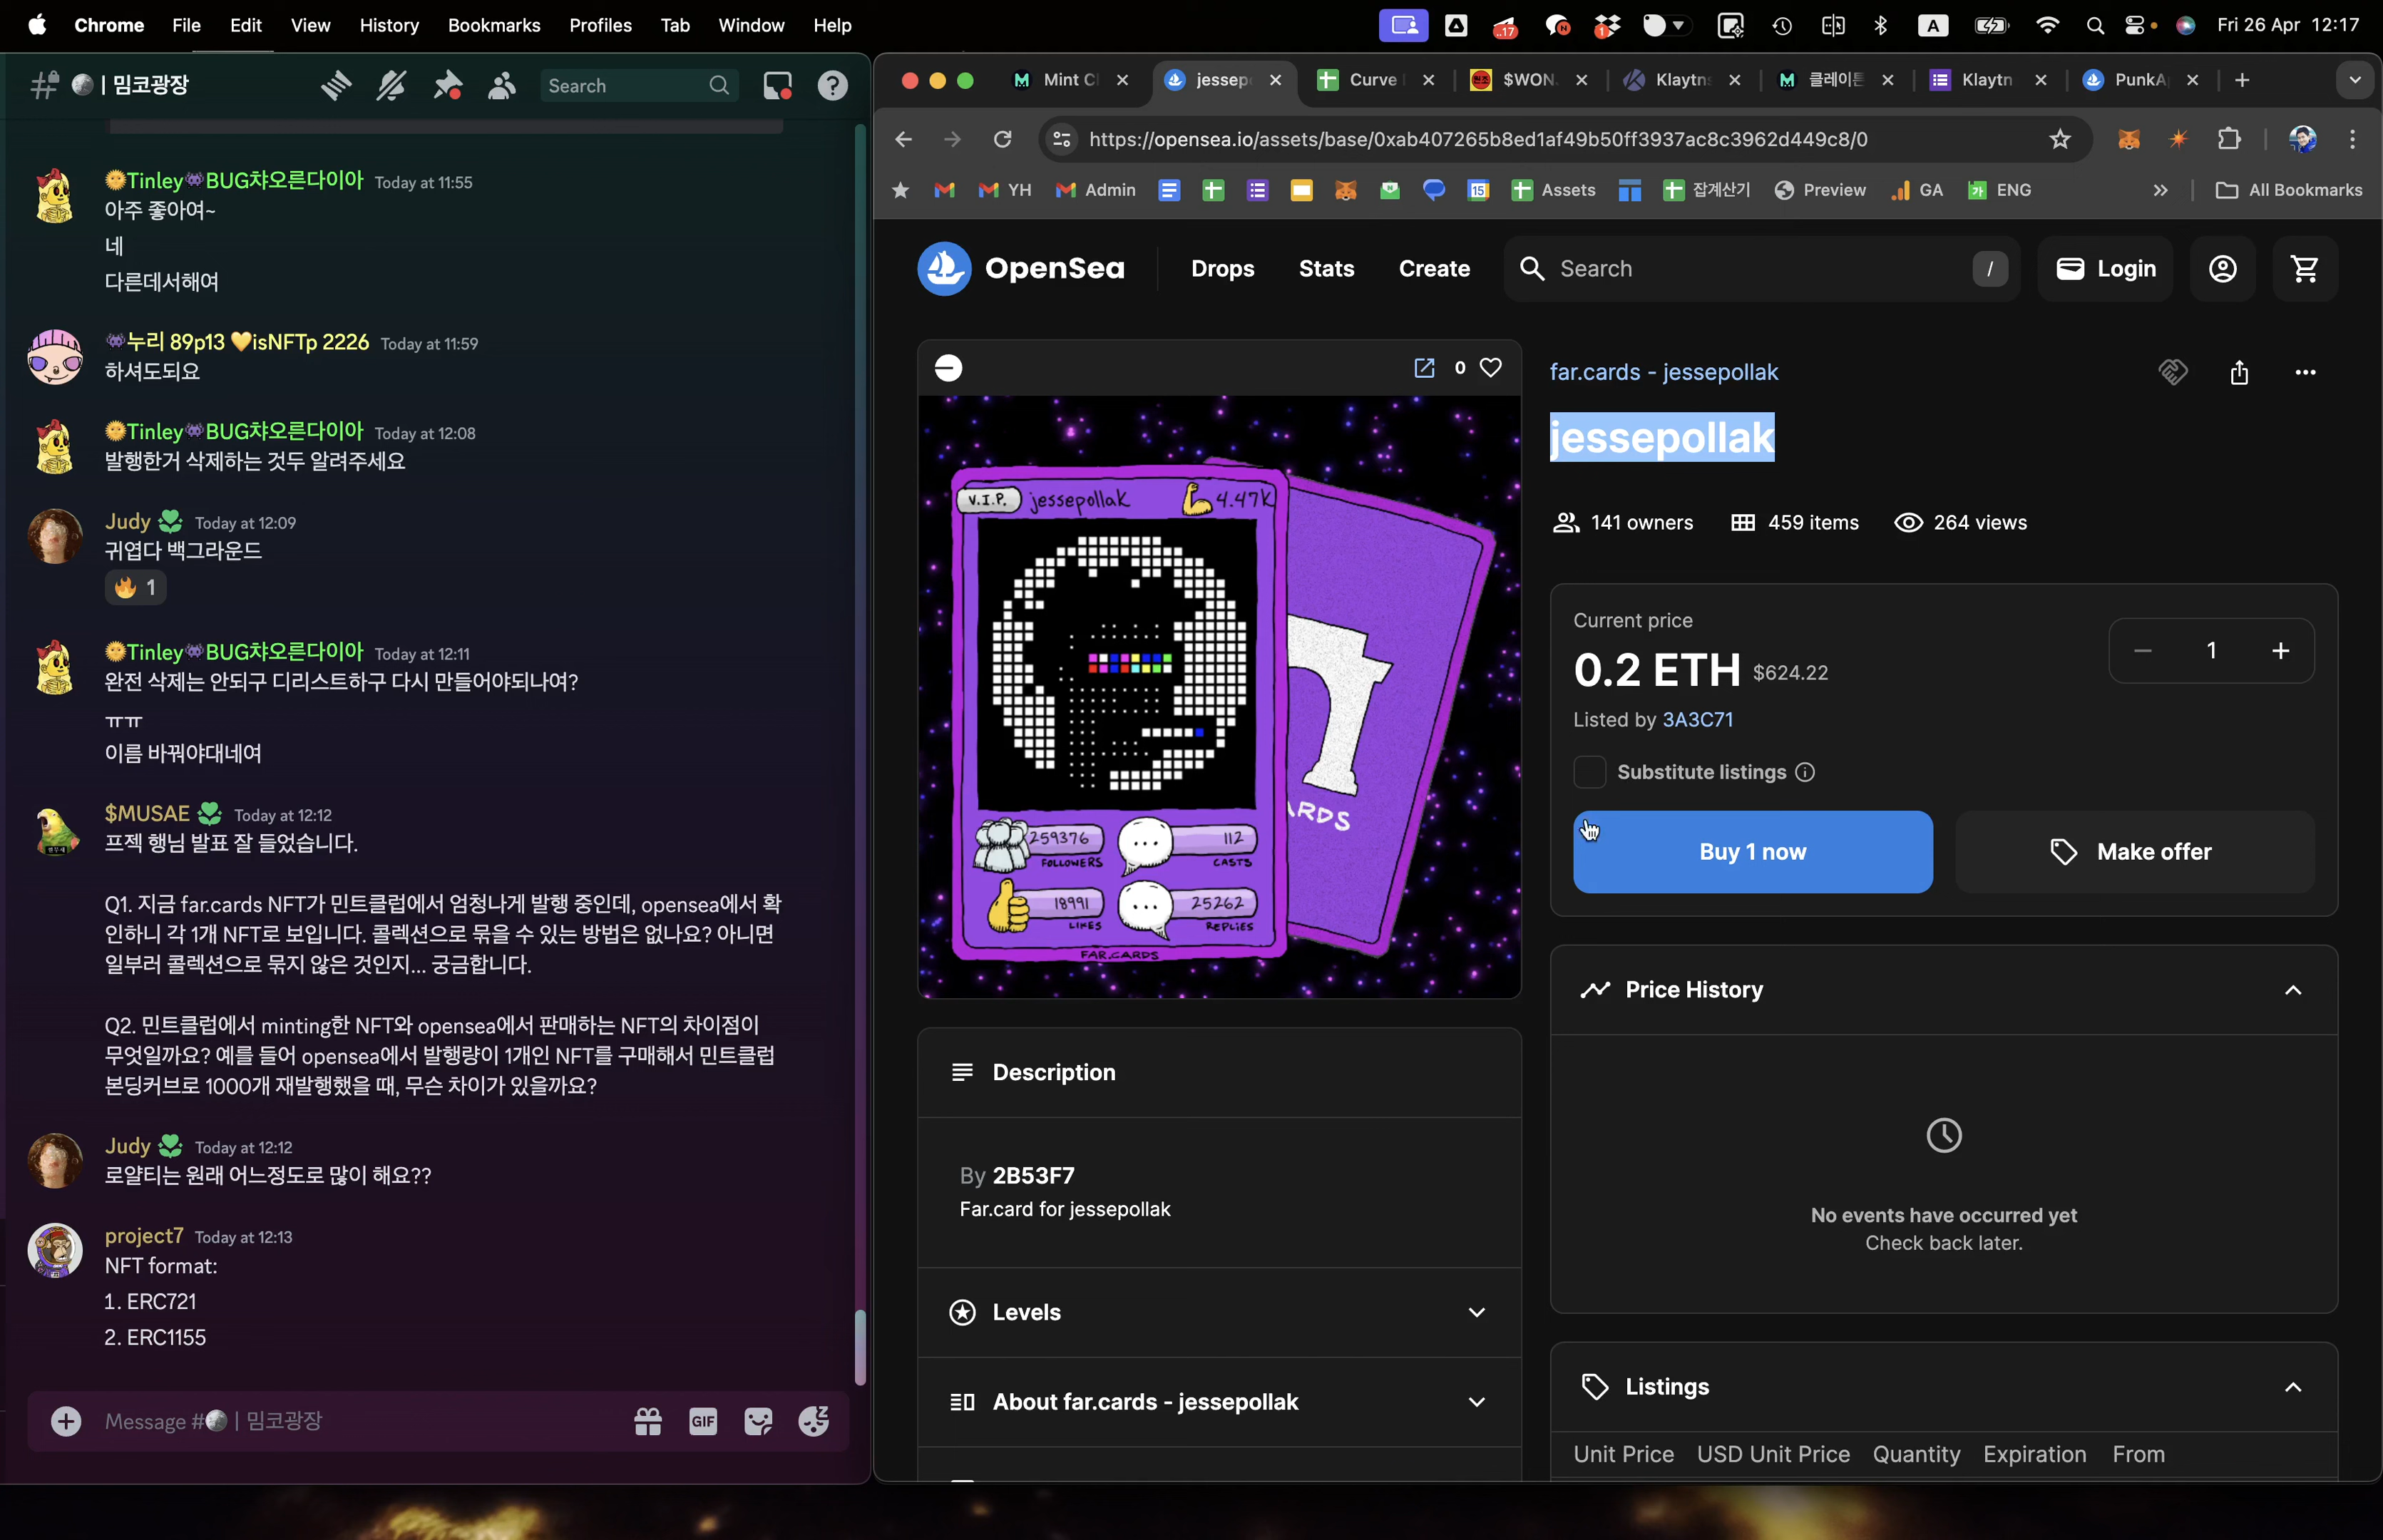 Chrome File Edit View History Bookmarks Profiles Tab Window Help
17 N 1 A Fri 26 Apr 12:17
| 밈코광장
Search
🌞Tinley👾BUG챠오른다이아 Today at 11:55
아주 좋아여~
네
다른데서해여
👾누리 89p13 💛isNFTp 2226 Today at 11:59
하셔도되요
🌞Tinley👾BUG챠오른다이아 Today at 12:08
발행한거 삭제하는 것두 알려주세요
Judy Today at 12:09
귀엽다 백그라운드
🔥 1
🌞Tinley👾BUG챠오른다이아 Today at 12:11
완전 삭제는 안되구 디리스트하구 다시 만들어야되나여?
ㅠㅠ
이름 바꿔야대네여
$MUSAE Today at 12:12
프젝 행님 발표 잘 들었습니다.
Q1. 지금 far.cards NFT가 민트클럽에서 엄청나게 발행 중인데, opensea에서 확
인하니 각 1개 NFT로 보입니다. 콜렉션으로 묶을 수 있는 방법은 없나요? 아니면
일부러 콜렉션으로 묶지 않은 것인지... 궁금합니다.
Q2. 민트클럽에서 minting한 NFT와 opensea에서 판매하는 NFT의 차이점이
무엇일까요? 예를 들어 opensea에서 발행량이 1개인 NFT를 구매해서 민트클럽
본딩커브로 1000개 재발행했을 때, 무슨 차이가 있을까요?
Judy Today at 12:12
로얄티는 원래 어느정도로 많이 해요??
project7 Today at 12:13
NFT format:
1. ERC721
2. ERC1155
Message # | 밈코광장
GIF
Mint Cl jessep Curve $WON Klaytn 클레이튼 Klaytn PunkA
https://opensea.io/assets/base/0xab407265b8ed1af49b50ff3937ac8c3962d449c8/0
YH Admin 15 Assets 잡계산기 Preview GA ENG All Bookmarks
OpenSea Drops Stats Create Search / Login
0
V.I.P. jessepollak 4.47K
259376 FOLLOWERS
112 CASTS
18991 LIKES
25262 REPLIES
FAR.CARDS
ARDS
far.cards - jessepollak
jessepollak
141 owners 459 items 264 views
Current price
0.2 ETH $624.22
1
Listed by 3A3C71
Substitute listings
Buy 1 now
Make offer
Price History
No events have occurred yet
Check back later.
Listings
Unit Price USD Unit Price Quantity Expiration From
Description
By 2B53F7
Far.card for jessepollak
Levels
About far.cards - jessepollak